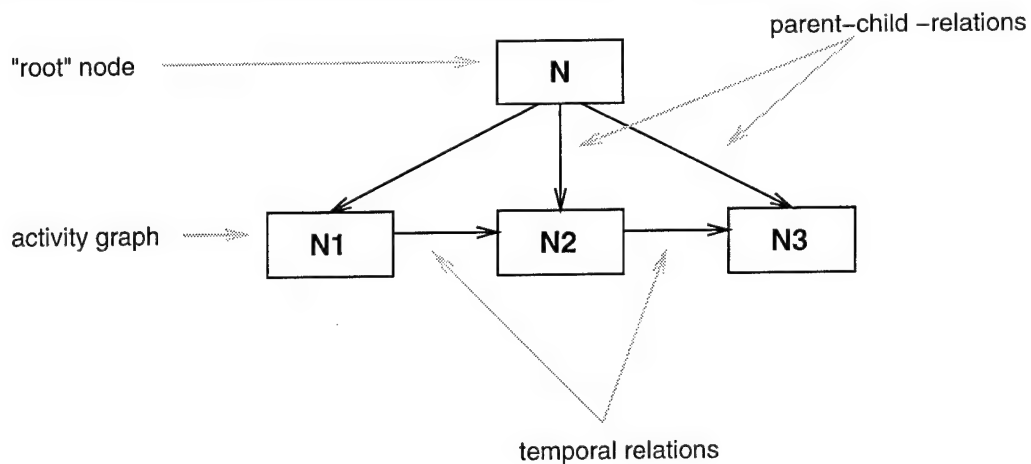 parent–child –relations
"root" node
N
activity graph
N1
N2
N3
temporal relations